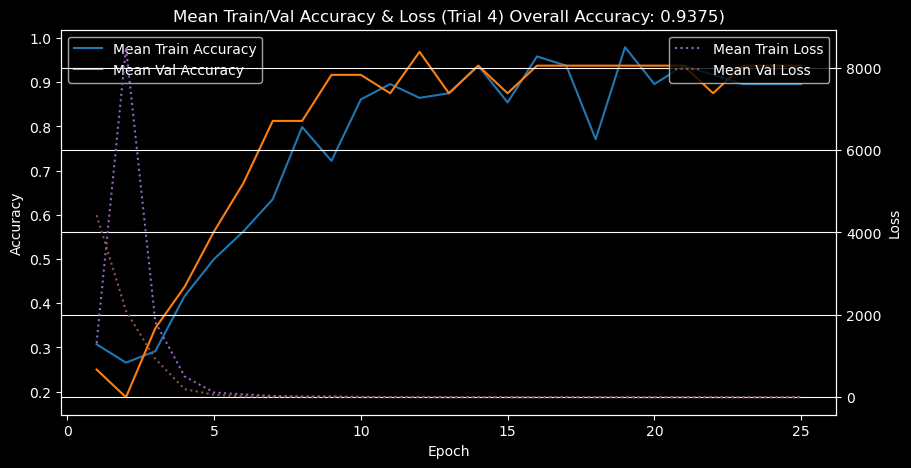 Mean Train/Val Accuracy & Loss (Trial 4) Overall Accuracy: 0.9375)
Mean Train Accuracy
Mean Val Accuracy
Mean Train Loss
Mean Val Loss
1.0
0.9
0.8
0.7
0.6
0.5
0.4
0.3
0.2
Accuracy
8000
6000
4000
2000
0
Loss
0
5
10
15
20
25
Epoch